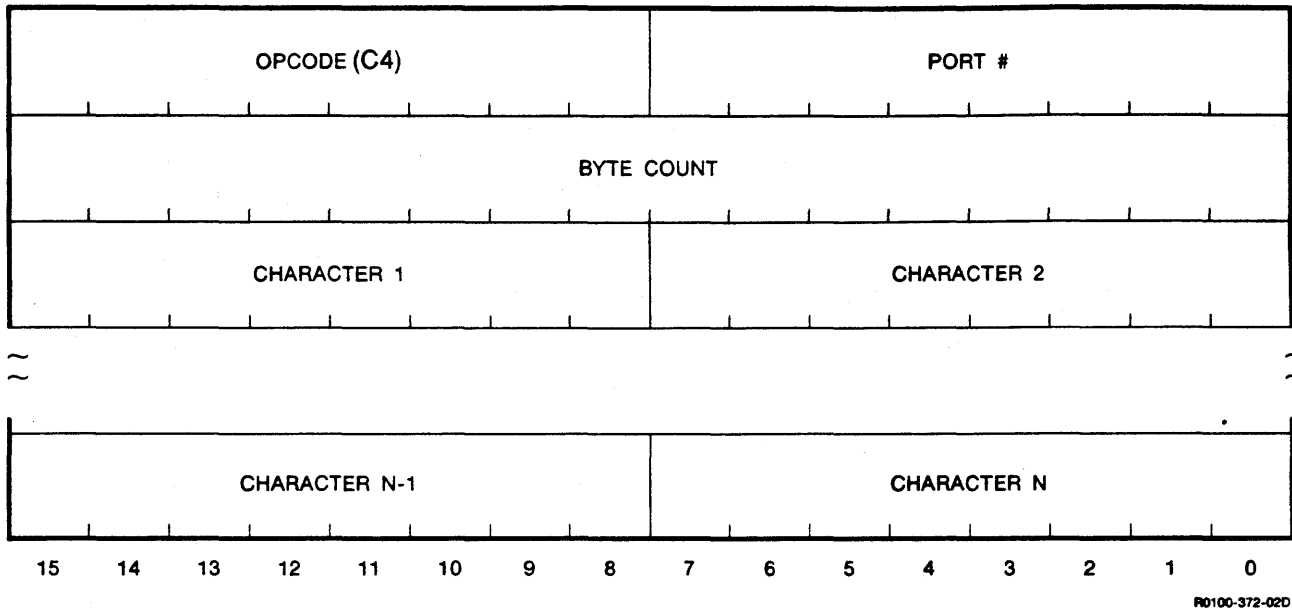 OPCODE (C4) PORT #
BYTE COUNT
CHARACTER 1 CHARACTER 2
~ ~
~ ~
CHARACTER N-1 CHARACTER N
15 14 13 12 11 10 9 8 7 6 5 4 3 2 1 0
R0100-372-02D